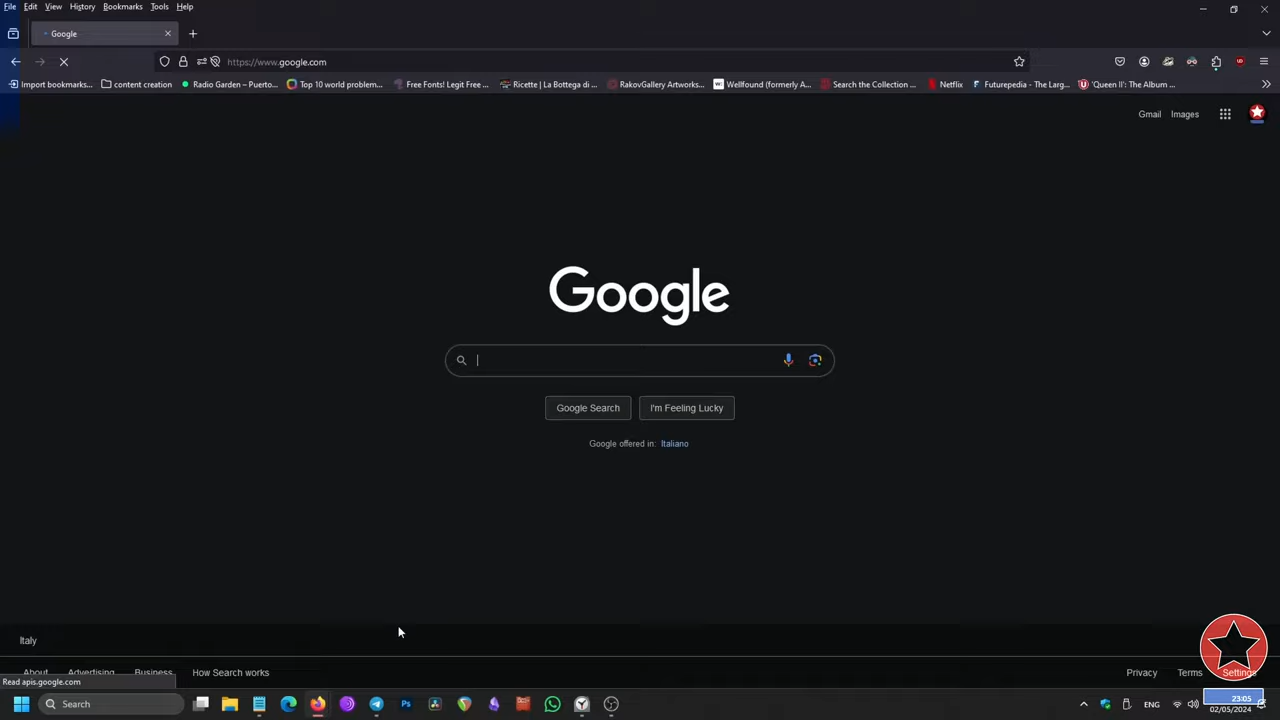 File Edit View History Bookmarks Tools Help
Google
https://www.google.com
Import bookmarks... content creation Radio Garden – Puerto... Top 10 world problem... Free Fonts! Legit Free ... Ricette | La Bottega di ... RakovGallery Artworks... Wellfound (formerly A... Search the Collection ... Netflix Futurepedia - The Larg... 'Queen II': The Album ...
Gmail Images
Google
Google Search I'm Feeling Lucky
Google offered in: Italiano
Italy
About Advertising Business How Search works Privacy Terms Settings
Read apis.google.com
Search
ENG
23:05
02/05/2024